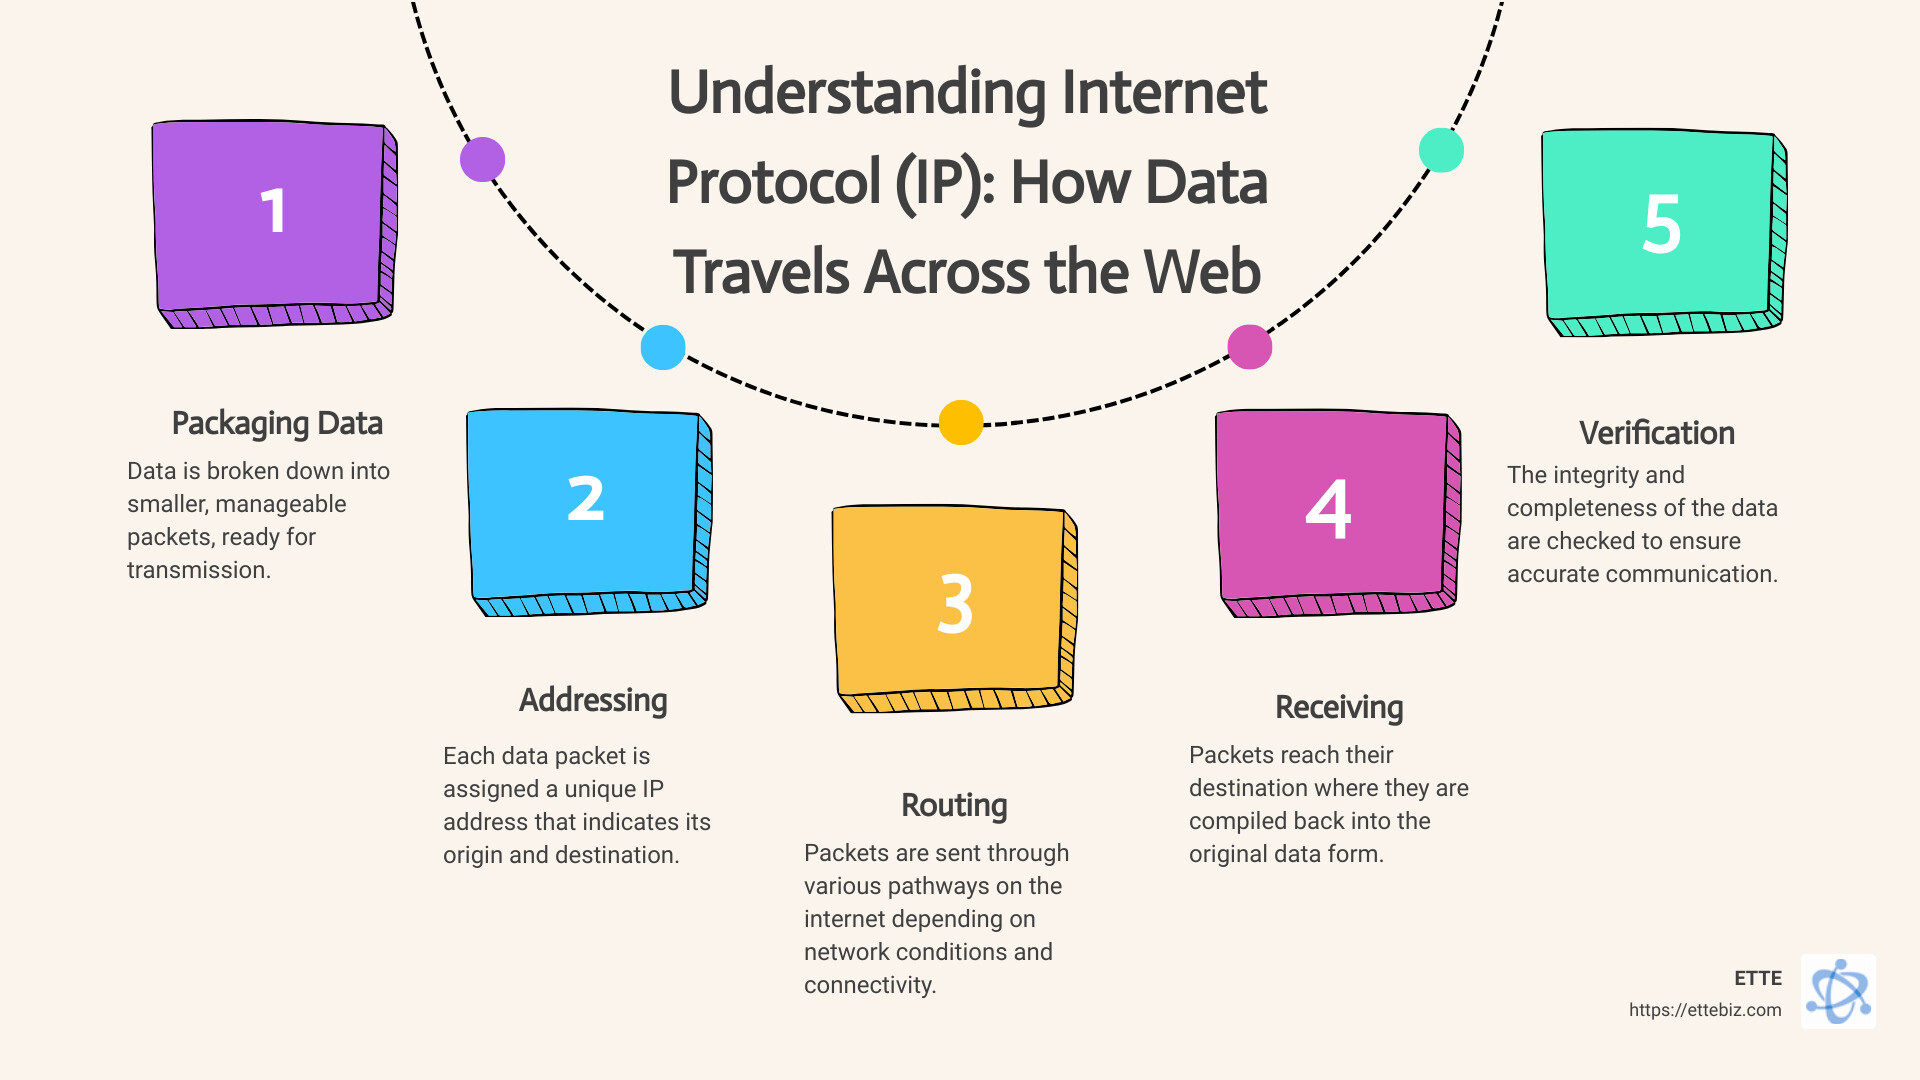 Understanding Internet
Protocol (IP): How Data
Travels Across the Web
1
Packaging Data
Data is broken down into
smaller, manageable
packets, ready for
transmission.
2
Addressing
Each data packet is
assigned a unique IP
address that indicates its
origin and destination.
3
Routing
Packets are sent through
various pathways on the
internet depending on
network conditions and
connectivity.
4
Receiving
Packets reach their
destination where they are
compiled back into the
original data form.
5
Verification
The integrity and
completeness of the data
are checked to ensure
accurate communication.
ETTE
https://ettebiz.com